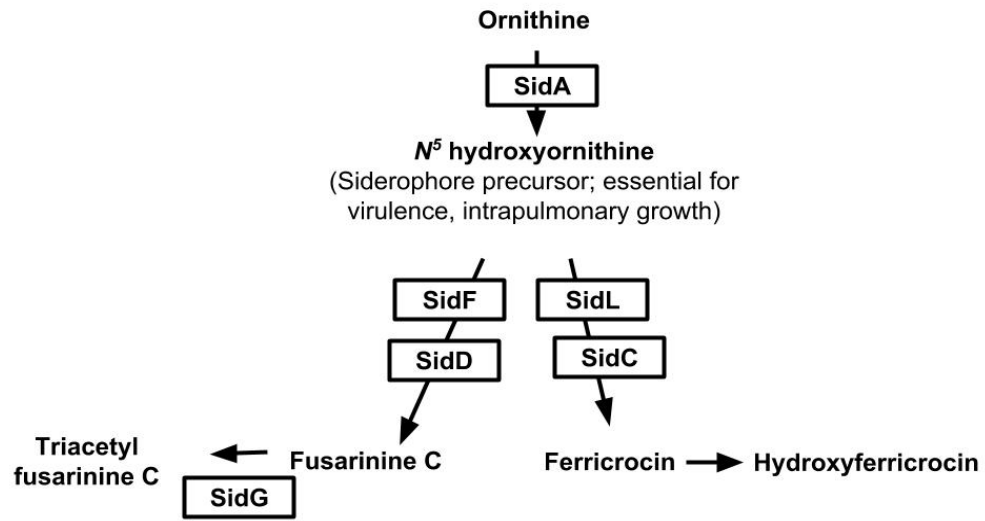 Ornithine
SidA
N⁵ hydroxyornithine
(Siderophore precursor; essential for
virulence, intrapulmonary growth)
SidF
SidL
SidD
SidC
Triacetyl
fusarinine C
Fusarinine C
Ferricrocin
Hydroxyferricrocin
SidG